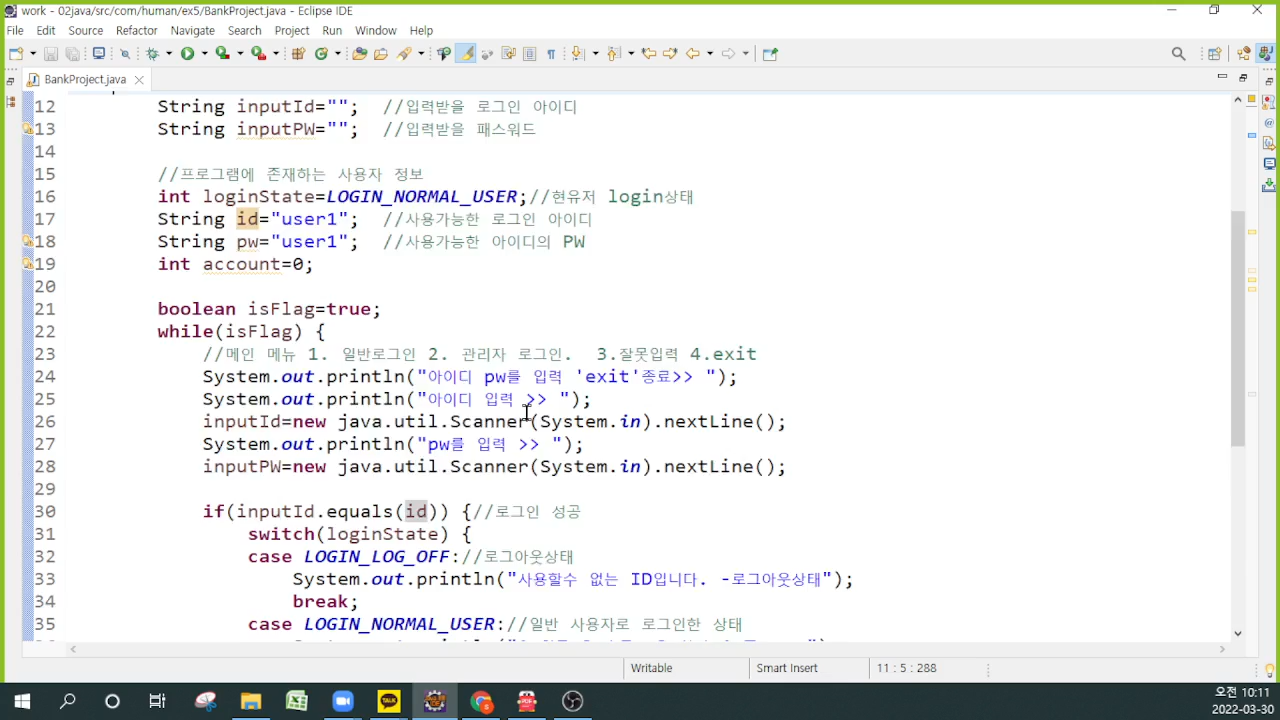 work - 02java/src/com/human/ex5/BankProject.java - Eclipse IDE
File Edit Source Refactor Navigate Search Project Run Window Help
BankProject.java
12 String inputId=""; //입력받을 로그인 아이디
13 String inputPW=""; //입력받을 패스워드
14
15 //프로그램에 존재하는 사용자 정보
16 int loginState=LOGIN_NORMAL_USER;//현유저 login상태
17 String id="user1"; //사용가능한 로그인 아이디
18 String pw="user1"; //사용가능한 아이디의 PW
19 int account=0;
20
21 boolean isFlag=true;
22 while(isFlag) {
23 //메인 메뉴 1. 일반로그인 2. 관리자 로그인. 3.잘못입력 4.exit
24 System.out.println("아이디 pw를 입력 'exit'종료>> ");
25 System.out.println("아이디 입력 >> ");
26 inputId=new java.util.Scanner(System.in).nextLine();
27 System.out.println("pw를 입력 >> ");
28 inputPW=new java.util.Scanner(System.in).nextLine();
29
30 if(inputId.equals(id)) {//로그인 성공
31 switch(loginState) {
32 case LOGIN_LOG_OFF://로그아웃상태
33 System.out.println("사용할수 없는 ID입니다. -로그아웃상태");
34 break;
35 case LOGIN_NORMAL_USER://일반 사용자로 로그인한 상태
Writable Smart Insert 11 : 5 : 288
TALK
PDF
오전 10:11
2022-03-30